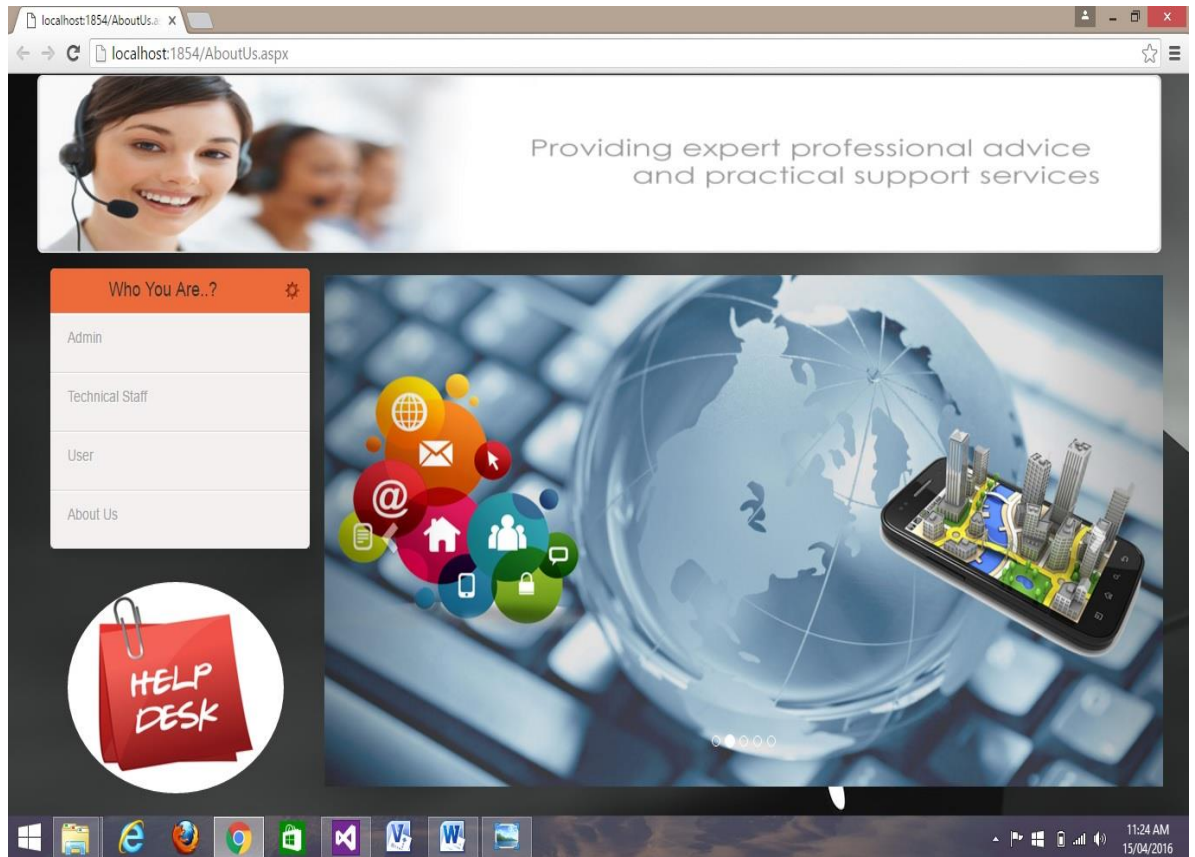 localhost:1854/AboutUs.a
localhost:1854/AboutUs.aspx
Providing expert professional advice
and practical support services
Who You Are..?
Admin
Technical Staff
User
About Us
@
HELP
DESK
11:24 AM
15/04/2016